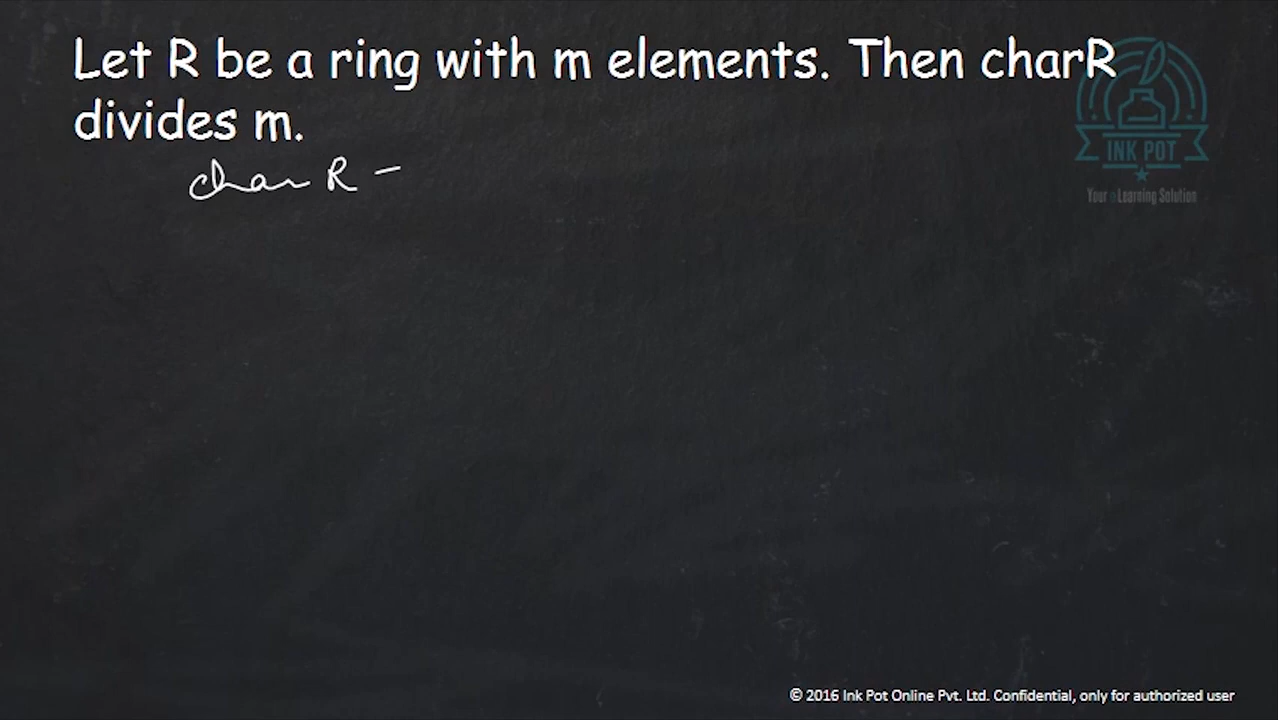 Let R be a ring with m elements. Then charR
divides m.
char R -
INK POT
Your e Learning Solution
© 2016 Ink Pot Online Pvt. Ltd. Confidential, only for authorized user